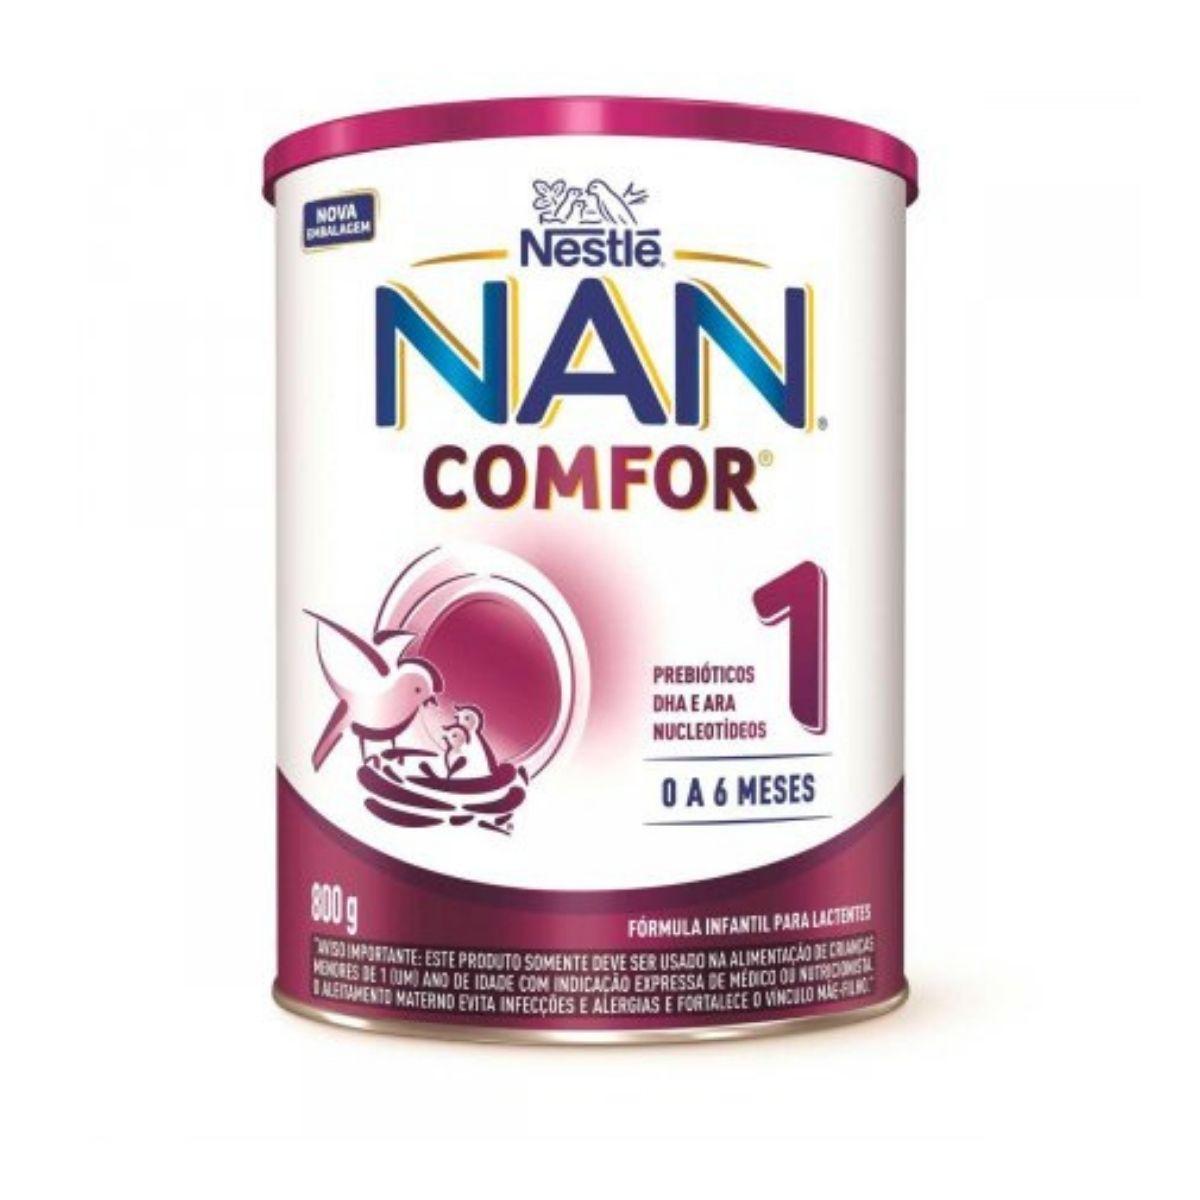 NOVA
EMBALAGEM
Nestlé
NAN®
COMFOR®
1
PREBIÓTICOS
DHA E ARA
NUCLEOTÍDEOS
0 A 6 MESES
800 g
FÓRMULA INFANTIL PARA LACTENTES
"AVISO IMPORTANTE: ESTE PRODUTO SOMENTE DEVE SER USADO NA ALIMENTAÇÃO DE CRIANÇAS
MENORES DE 1 (UM) ANO DE IDADE COM INDICAÇÃO EXPRESSA DE MÉDICO OU NUTRICIONISTA.
O ALEITAMENTO MATERNO EVITA INFECÇÕES E ALERGIAS E FORTALECE O VÍNCULO MÃE-FILHO."